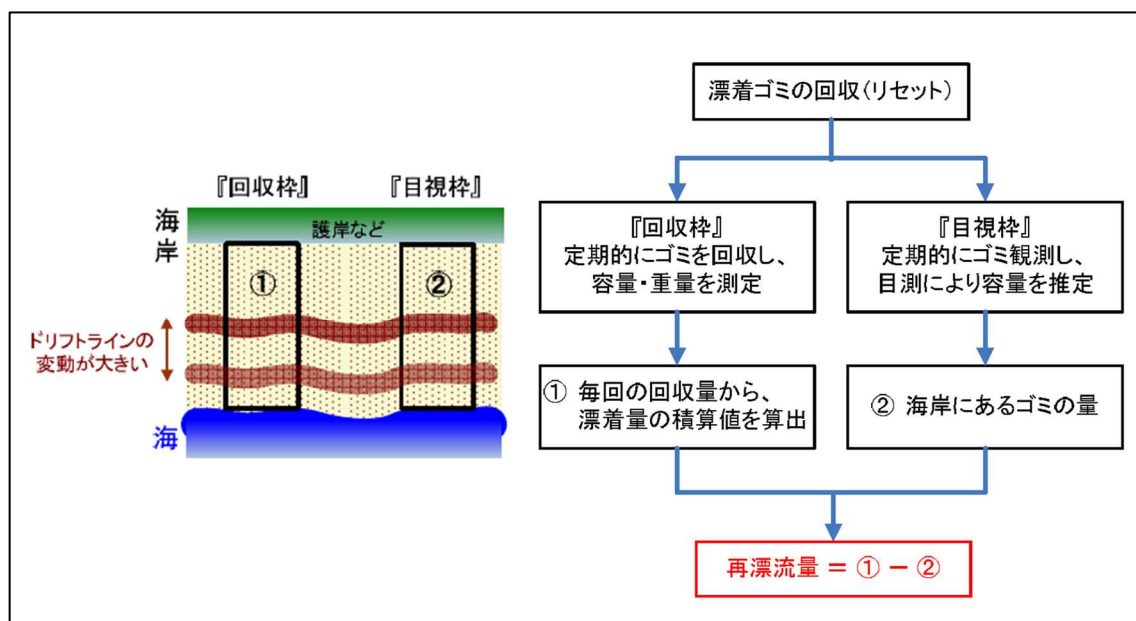 『回収枠』
『目視枠』
海岸
護岸など
①
②
ドリフトラインの
変動が大きい
海
漂着ゴミの回収(リセット)
『回収枠』
定期的にゴミを回収し、
容量・重量を測定
『目視枠』
定期的にゴミ観測し、
目測により容量を推定
① 毎回の回収量から、
漂着量の積算値を算出
② 海岸にあるゴミの量
再漂流量 = ① - ②